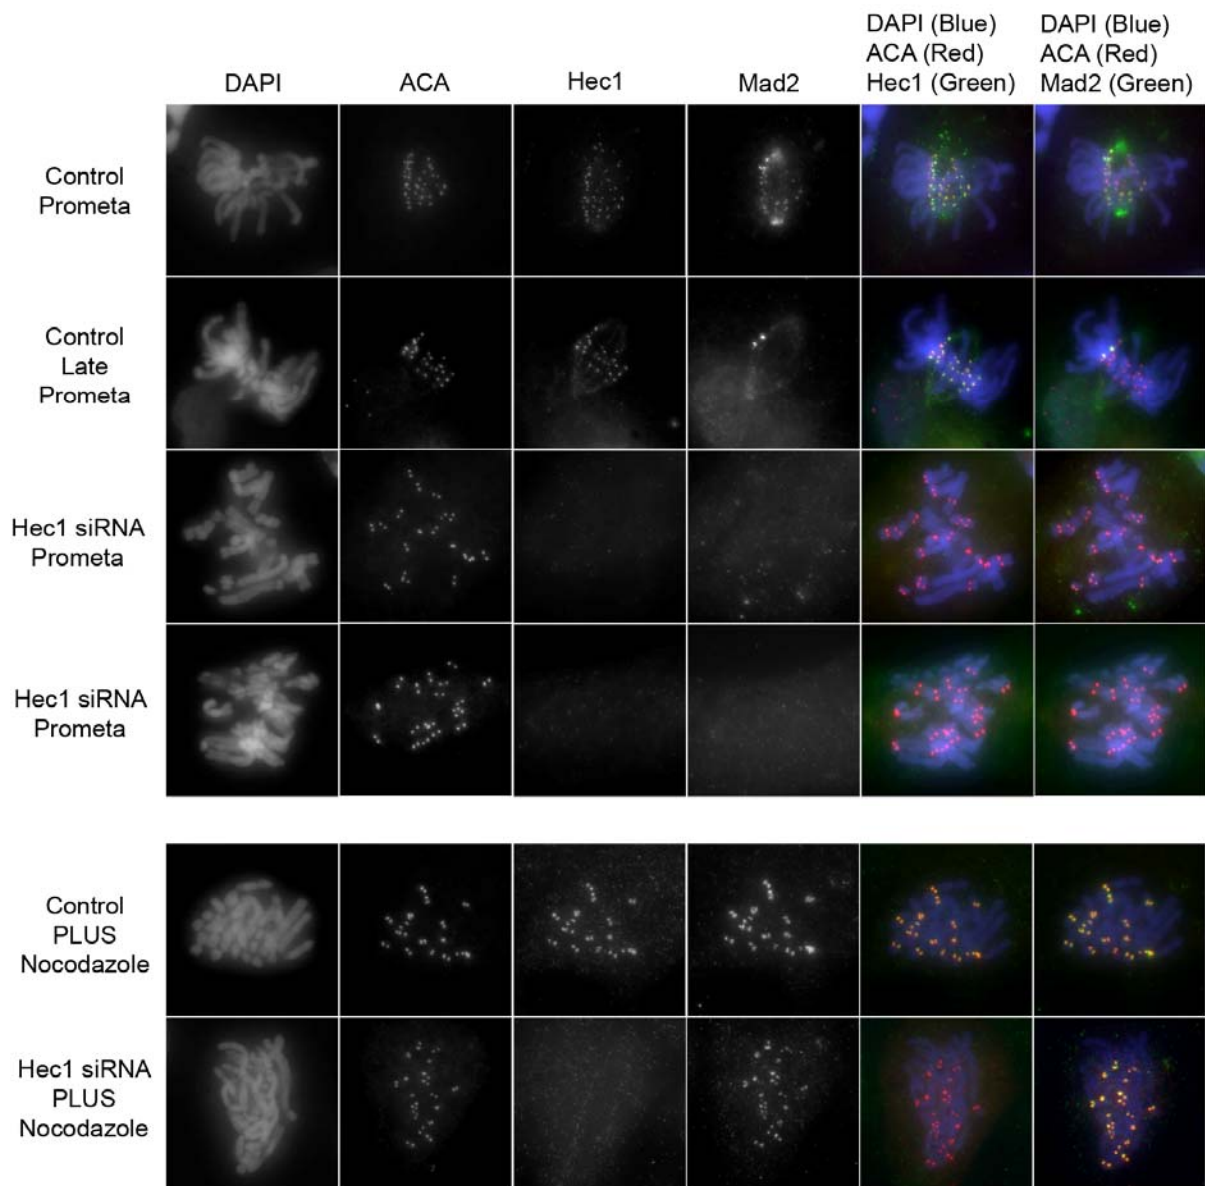 DAPI (Blue)
ACA (Red)
Hec1 (Green)
DAPI (Blue)
ACA (Red)
Mad2 (Green)
DAPI
ACA
Hec1
Mad2
Control
Prometa
Control
Late
Prometa
Hec1 siRNA
Prometa
Hec1 siRNA
Prometa
Control
PLUS
Nocodazole
Hec1 siRNA
PLUS
Nocodazole